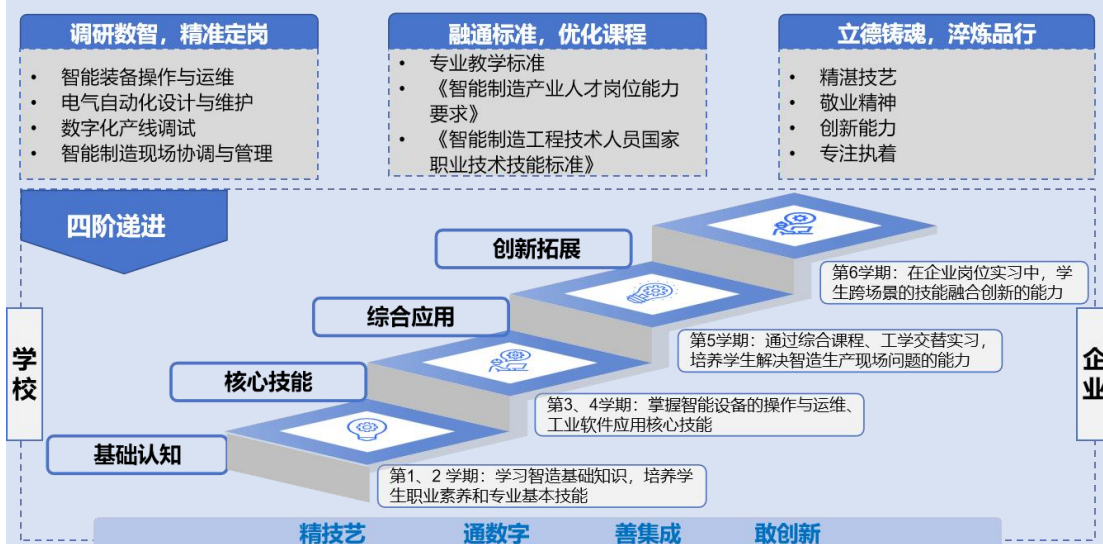 调研数智，精准定岗
• 智能装备操作与运维
• 电气自动化设计与维护
• 数字化产线调试
• 智能制造现场协调与管理
融通标准，优化课程
• 专业教学标准
• 《智能制造产业人才岗位能力
要求》
• 《智能制造工程技术人员国家
职业技术技能标准》
立德铸魂，淬炼品行
• 精湛技艺
• 敬业精神
• 创新能力
• 专注执着
四阶递进
学校
企业
创新拓展
第6学期：在企业岗位实习中，学
生跨场景的技能融合创新的能力
综合应用
第5学期：通过综合课程、工学交替实习，
培养学生解决智造生产现场问题的能力
核心技能
第3、4学期：掌握智能设备的操作与运维、
工业软件应用核心技能
基础认知
第1、2 学期：学习智造基础知识，培养学
生职业素养和专业基本技能
精技艺 通数字 善集成 敢创新